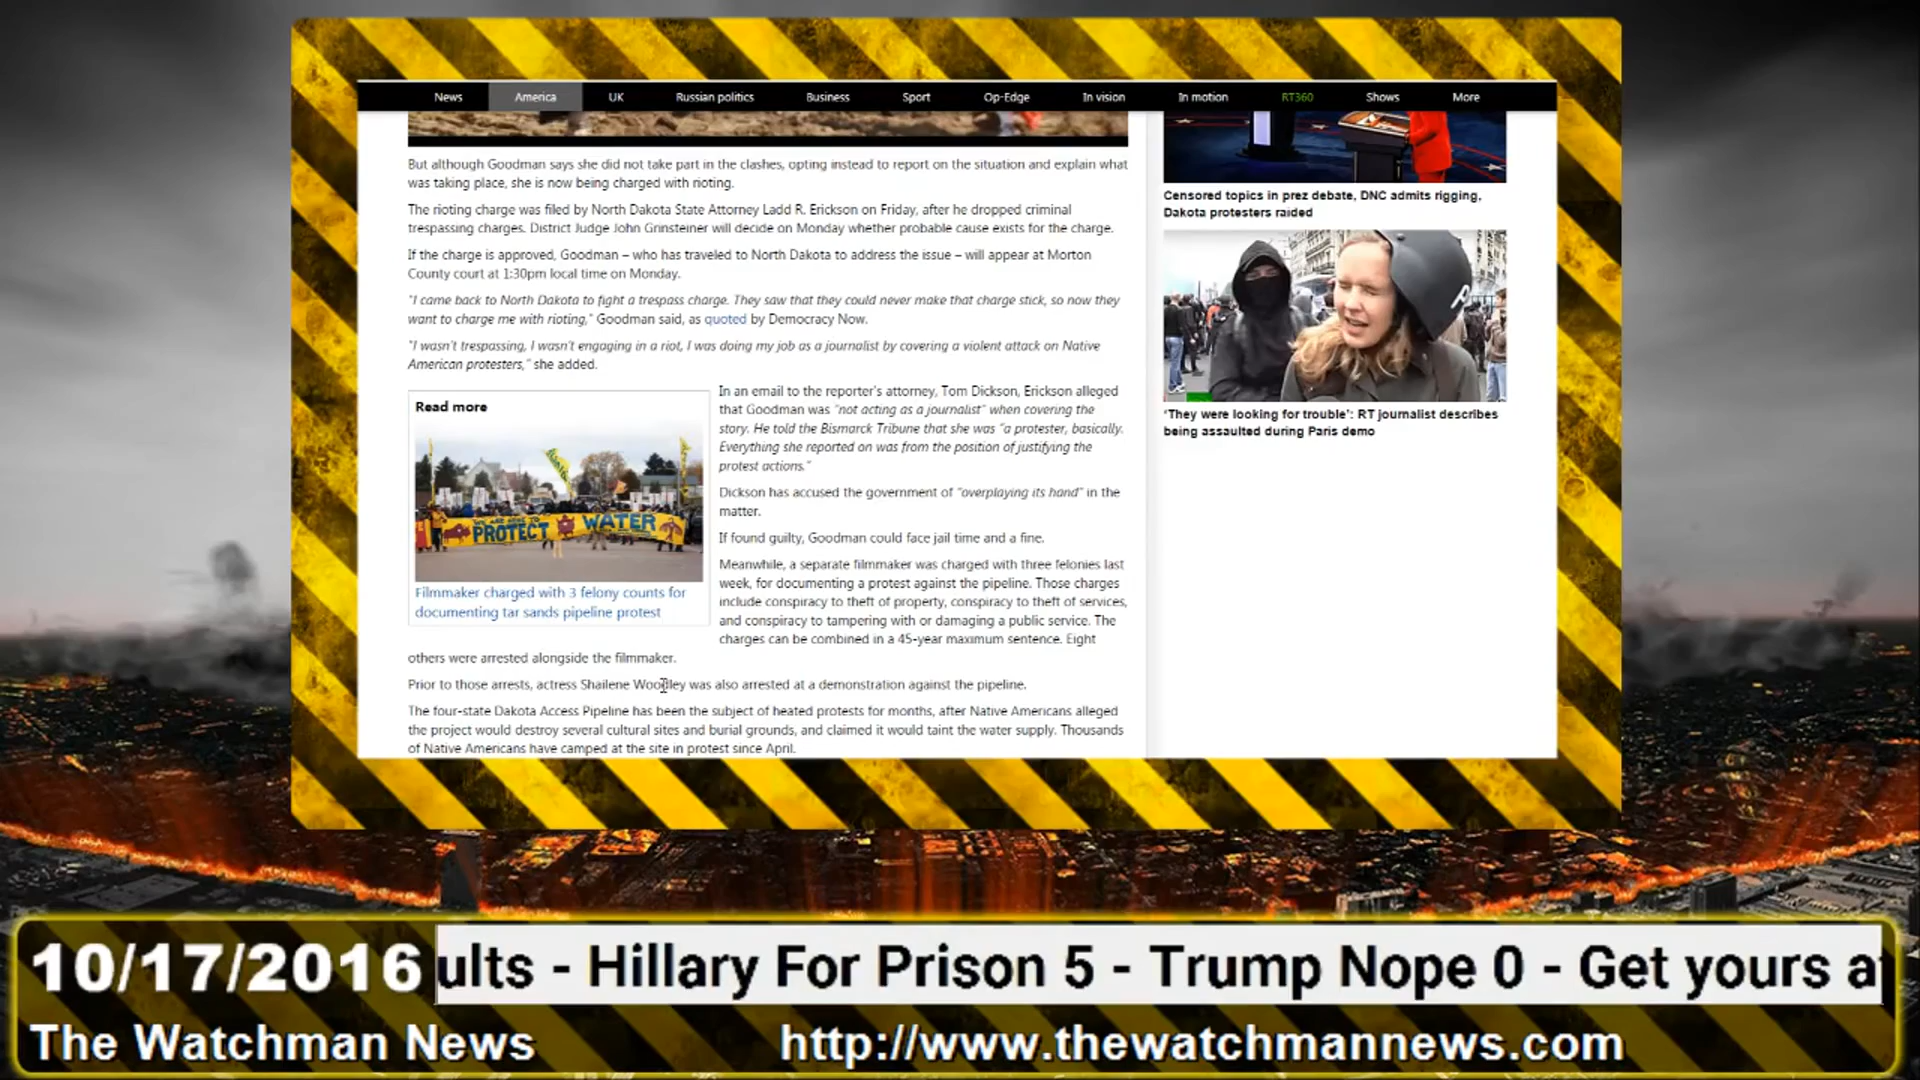 News America UK Russian politics Business Sport Op-Edge In vision In motion RT360 Shows More
But although Goodman says she did not take part in the clashes, opting instead to report on the situation and explain what
was taking place, she is now being charged with rioting.
The rioting charge was filed by North Dakota State Attorney Ladd R. Erickson on Friday, after he dropped criminal
trespassing charges. District Judge John Grinsteiner will decide on Monday whether probable cause exists for the charge.
If the charge is approved, Goodman – who has traveled to North Dakota to address the issue – will appear at Morton
County court at 1:30pm local time on Monday.
"I came back to North Dakota to fight a trespass charge. They saw that they could never make that charge stick, so now they
want to charge me with rioting," Goodman said, as quoted by Democracy Now.
"I wasn't trespassing, I wasn't engaging in a riot, I was doing my job as a journalist by covering a violent attack on Native
American protesters," she added.
Read more
WE ARE HERE TO
PROTECT WATER
Filmmaker charged with 3 felony counts for
documenting tar sands pipeline protest
In an email to the reporter's attorney, Tom Dickson, Erickson alleged
that Goodman was "not acting as a journalist" when covering the
story. He told the Bismarck Tribune that she was "a protester, basically.
Everything she reported on was from the position of justifying the
protest actions."
Dickson has accused the government of "overplaying its hand" in the
matter.
If found guilty, Goodman could face jail time and a fine.
Meanwhile, a separate filmmaker was charged with three felonies last
week, for documenting a protest against the pipeline. Those charges
include conspiracy to theft of property, conspiracy to theft of services,
and conspiracy to tampering with or damaging a public service. The
charges can be combined in a 45-year maximum sentence. Eight
others were arrested alongside the filmmaker.
Prior to those arrests, actress Shailene Woodley was also arrested at a demonstration against the pipeline.
The four-state Dakota Access Pipeline has been the subject of heated protests for months, after Native Americans alleged
the project would destroy several cultural sites and burial grounds, and claimed it would taint the water supply. Thousands
of Native Americans have camped at the site in protest since April.
Censored topics in prez debate, DNC admits rigging,
Dakota protesters raided
'They were looking for trouble': RT journalist describes
being assaulted during Paris demo
10/17/2016 ults - Hillary For Prison 5 - Trump Nope 0 - Get yours a
The Watchman News http://www.thewatchmannews.com